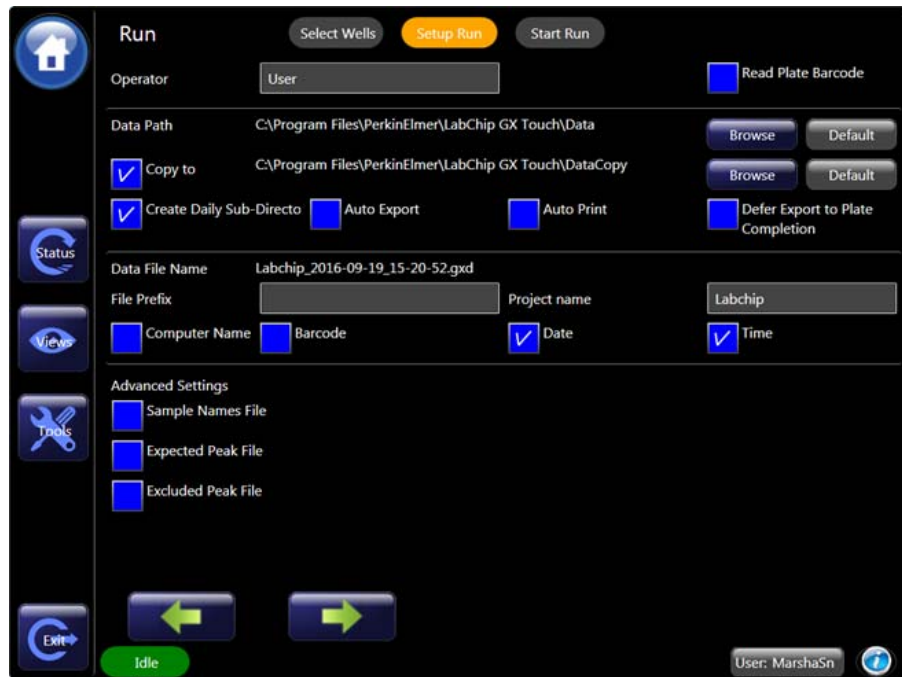 Run
Select Wells
Setup Run
Start Run
Operator
User
Read Plate Barcode
Data Path
C:\Program Files\PerkinElmer\LabChip GX Touch\Data
Browse
Default
Copy to
C:\Program Files\PerkinElmer\LabChip GX Touch\DataCopy
Browse
Default
Create Daily Sub-Directo
Auto Export
Auto Print
Defer Export to Plate
Completion
Status
Data File Name
Labchip_2016-09-19_15-20-52.gxd
File Prefix
Project name
Labchip
Views
Computer Name
Barcode
Date
Time
Advanced Settings
Sample Names File
Tools
Expected Peak File
Excluded Peak File
Exit
Idle
User: MarshaSn